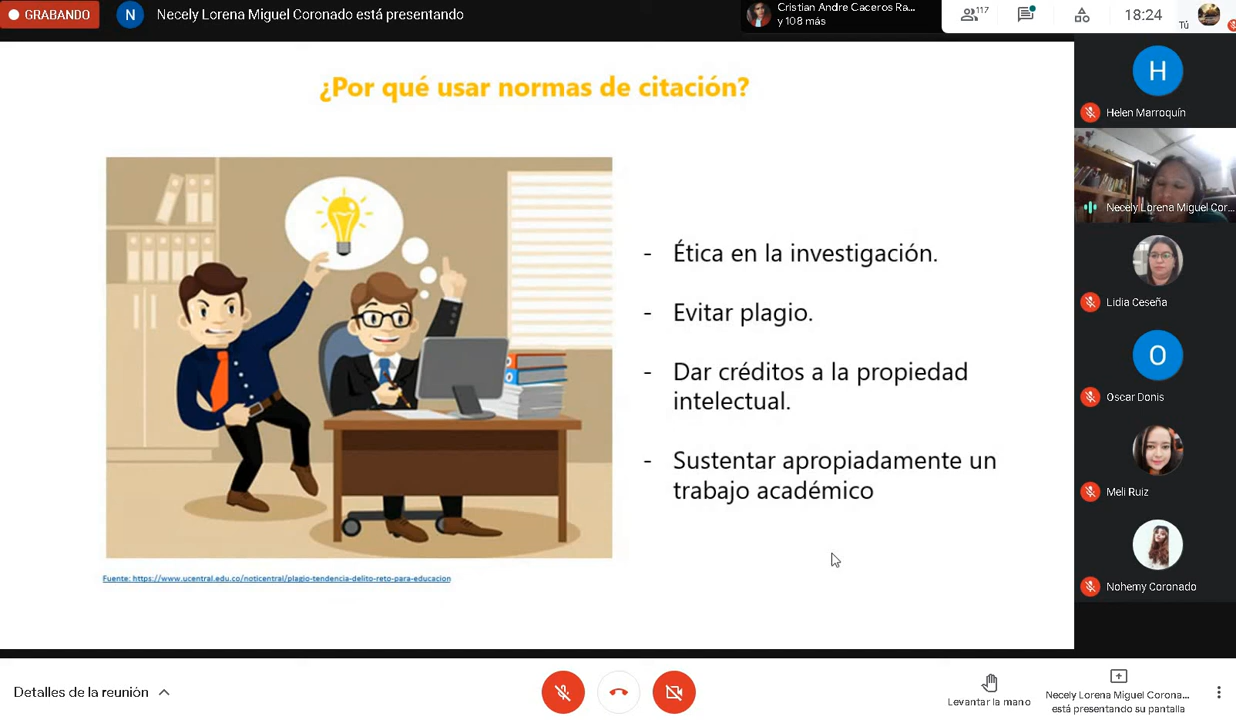 GRABANDO
N
Necely Lorena Miguel Coronado está presentando
Cristian Andre Caceros Ra...
y 108 más
117
18:24
Tú
¿Por qué usar normas de citación?
- Ética en la investigación.
- Evitar plagio.
- Dar créditos a la propiedad
intelectual.
- Sustentar apropiadamente un
trabajo académico
Fuente: https://www.ucentral.edu.co/noticentral/plagio-tendencia-delito-reto-para-educacion
H
Helen Marroquín
Necely Lorena Miguel Cor...
Lidia Ceseña
O
Oscar Donis
Meli Ruiz
Nohemy Coronado
Detalles de la reunión
Levantar la mano
Necely Lorena Miguel Corona...
está presentando su pantalla